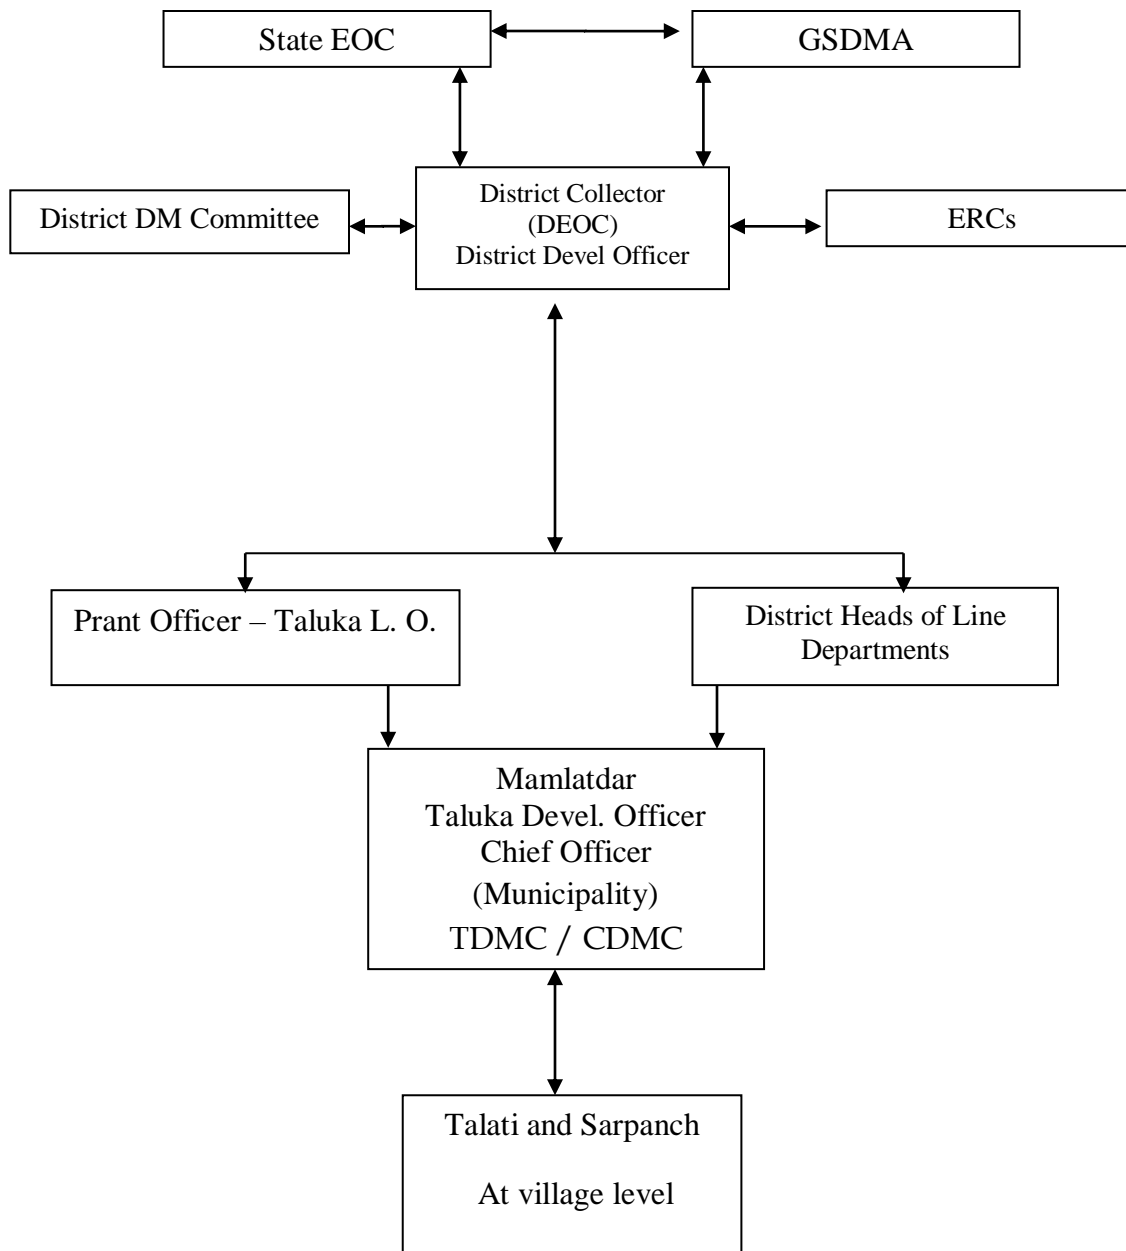 State EOC
GSDMA
District Collector
(DEOC)
District Devel Officer
District DM Committee
ERCs
Prant Officer – Taluka L. O.
District Heads of Line
Departments
Mamlatdar
Taluka Devel. Officer
Chief Officer
(Municipality)
TDMC / CDMC
Talati and Sarpanch
At village level